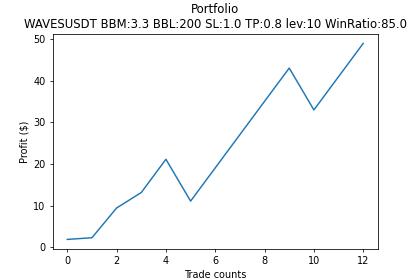 Portfolio
WAVESUSDT BBM:3.3 BBL:200 SL:1.0 TP:0.8 lev:10 WinRatio:85.0
50
40
30
20
10
0
Profit ($)
0 2 4 6 8 10 12
Trade counts